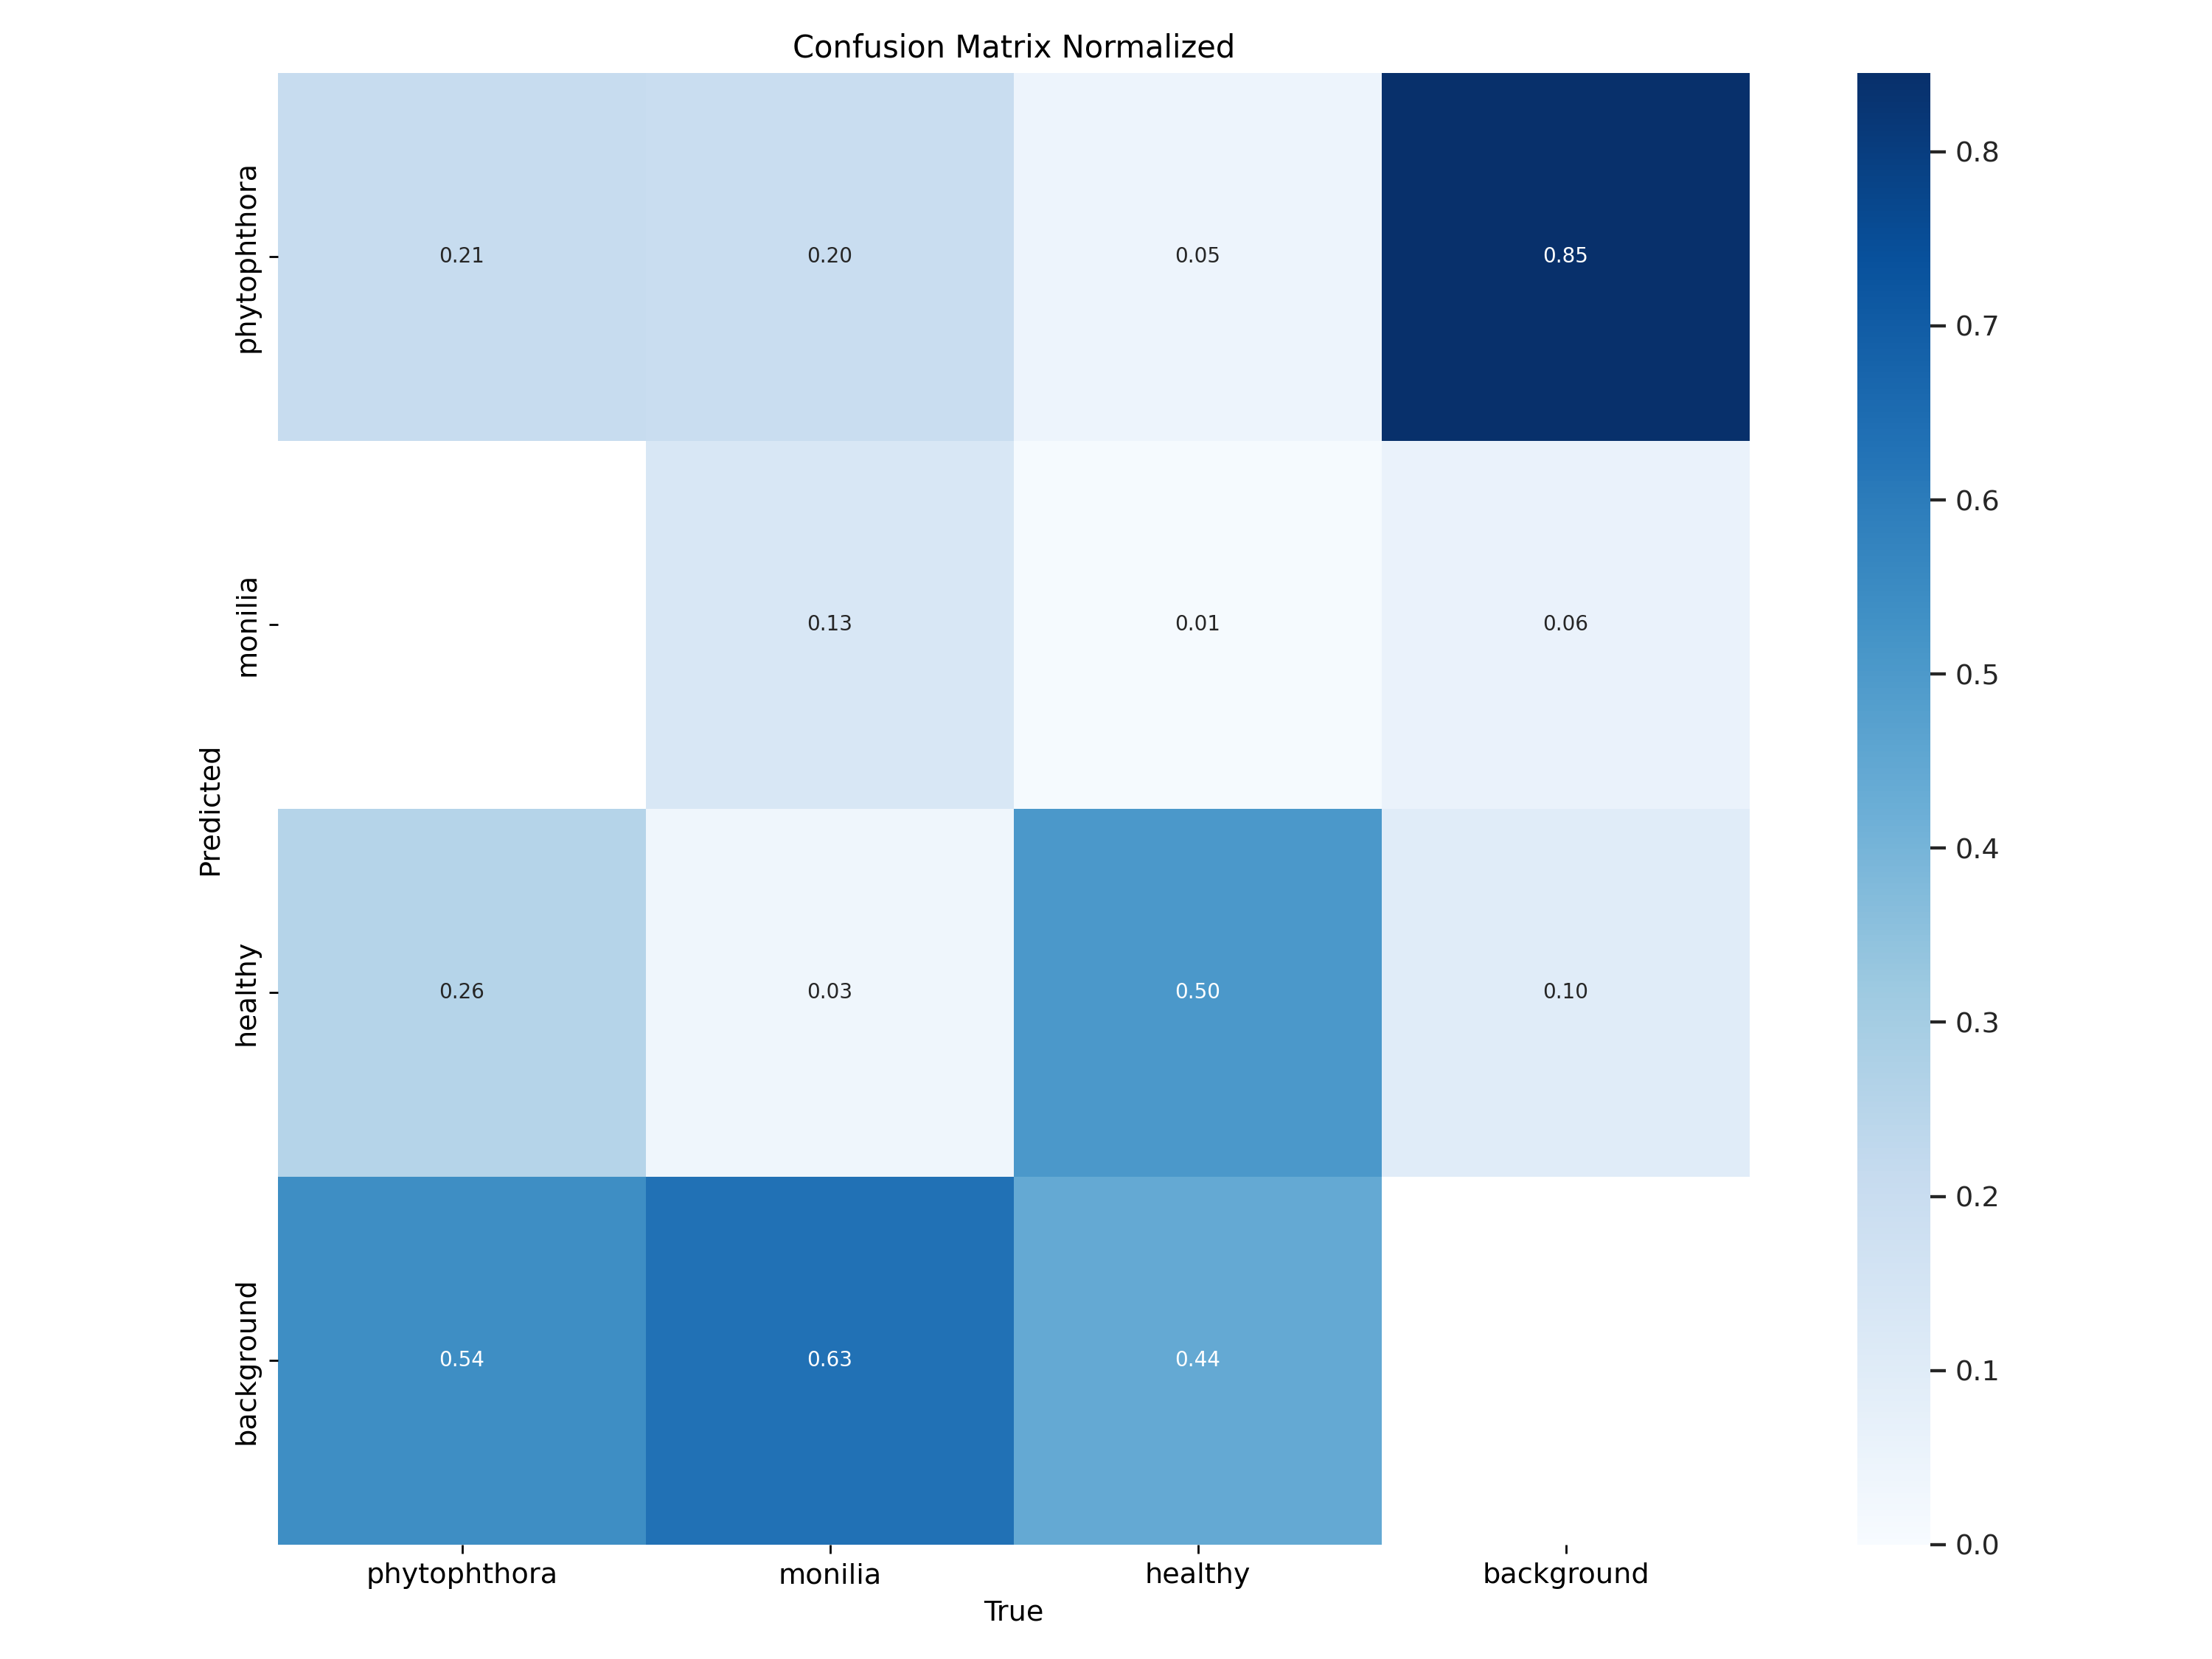 Confusion Matrix Normalized
phytophthora
0.21 0.20 0.05 0.85
monilia
0.13 0.01 0.06
healthy
0.26 0.03 0.50 0.10
background
0.54 0.63 0.44
Predicted
phytophthora monilia healthy background
True
0.8
0.7
0.6
0.5
0.4
0.3
0.2
0.1
0.0